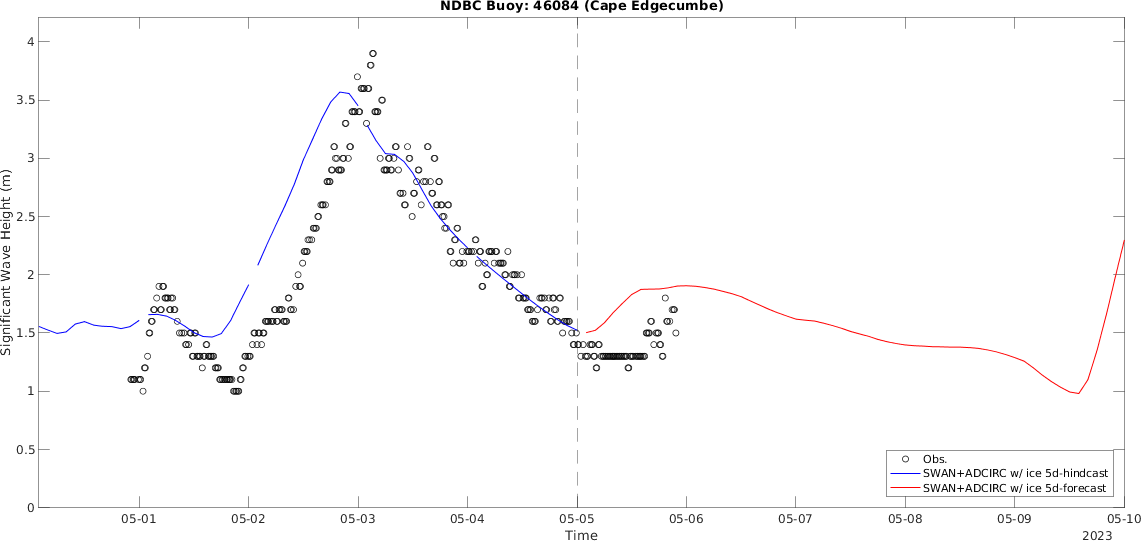 NDBC Buoy: 46084 (Cape Edgecumbe)
4
3.5
3
2.5
2
1.5
1
0.5
0
Significant Wave Height (m)
05-01 05-02 05-03 05-04 05-05 05-06 05-07 05-08 05-09 05-10
Time
2023
Obs.
SWAN+ADCIRC w/ ice 5d-hindcast
SWAN+ADCIRC w/ ice 5d-forecast